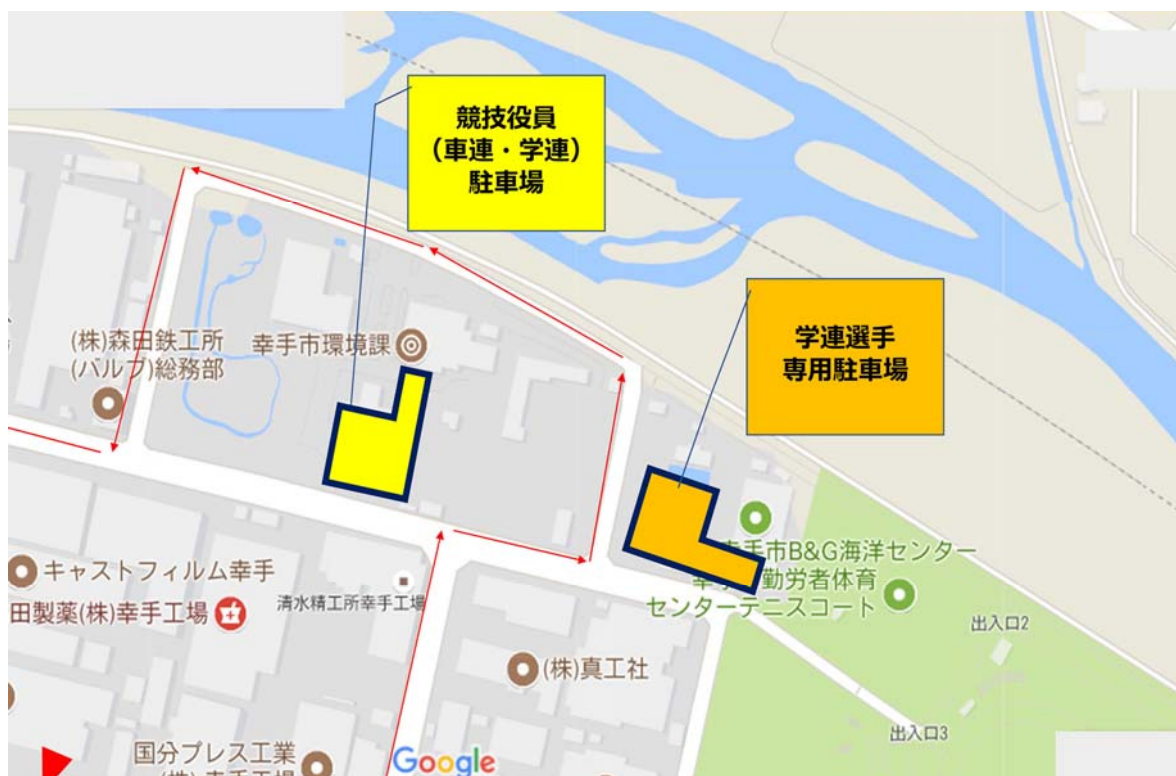 競技役員
(車連・学連)
駐車場
学連選手
専用駐車場
(株)森田鉄工所
(バルブ)総務部
幸手市環境課
キャストフィルム幸手
田製薬(株)幸手工場
清水精工所幸手工場
(株)真工社
幸手市B&G海洋センター
勤労者体育
センターテニスコート
出入口2
出入口3
国分プレス工業
Google